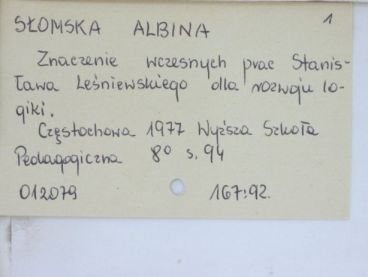 1
SŁOMSKA ALBINA
Znaczenie wczesnych prac Stanis-
ława Leśniewskiego dla rozwoju lo-
giki.
Częstochowa 1977 Wyższa Szkoła
Pedagogiczna 8° s. 94
012079 167:92.